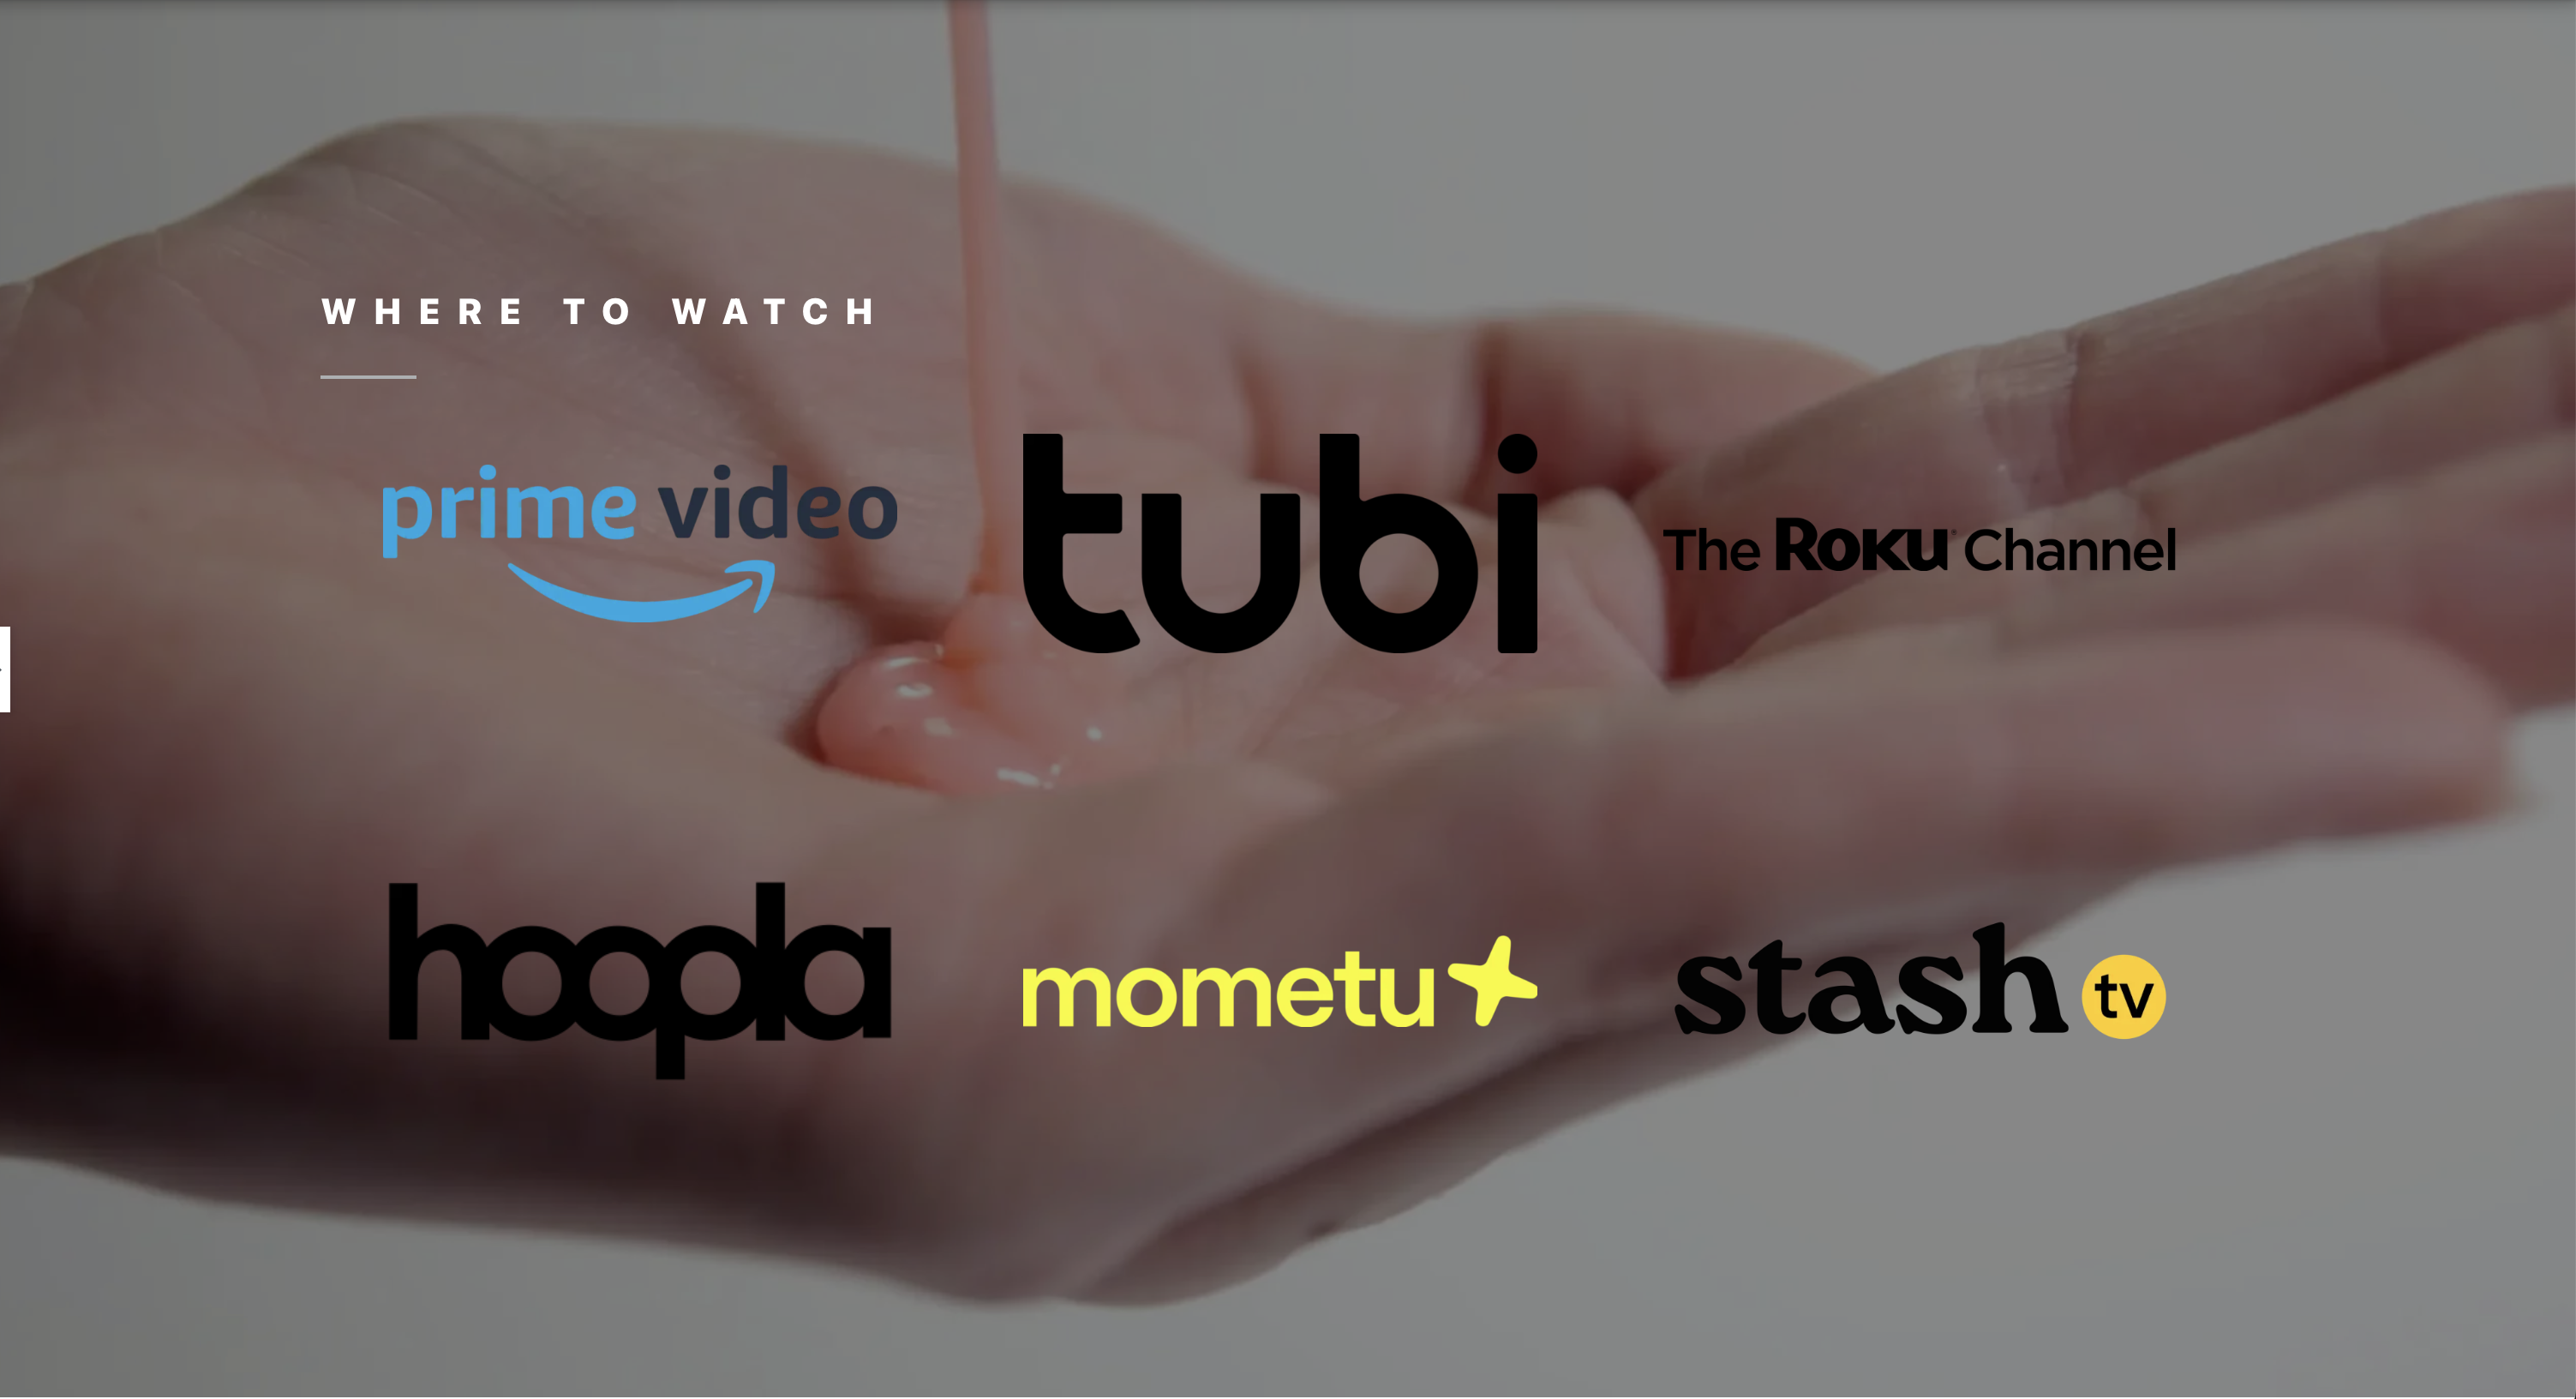 WHERE TO WATCH
prime video
tubi
The Roku Channel
hoopla
mometu
stash tv